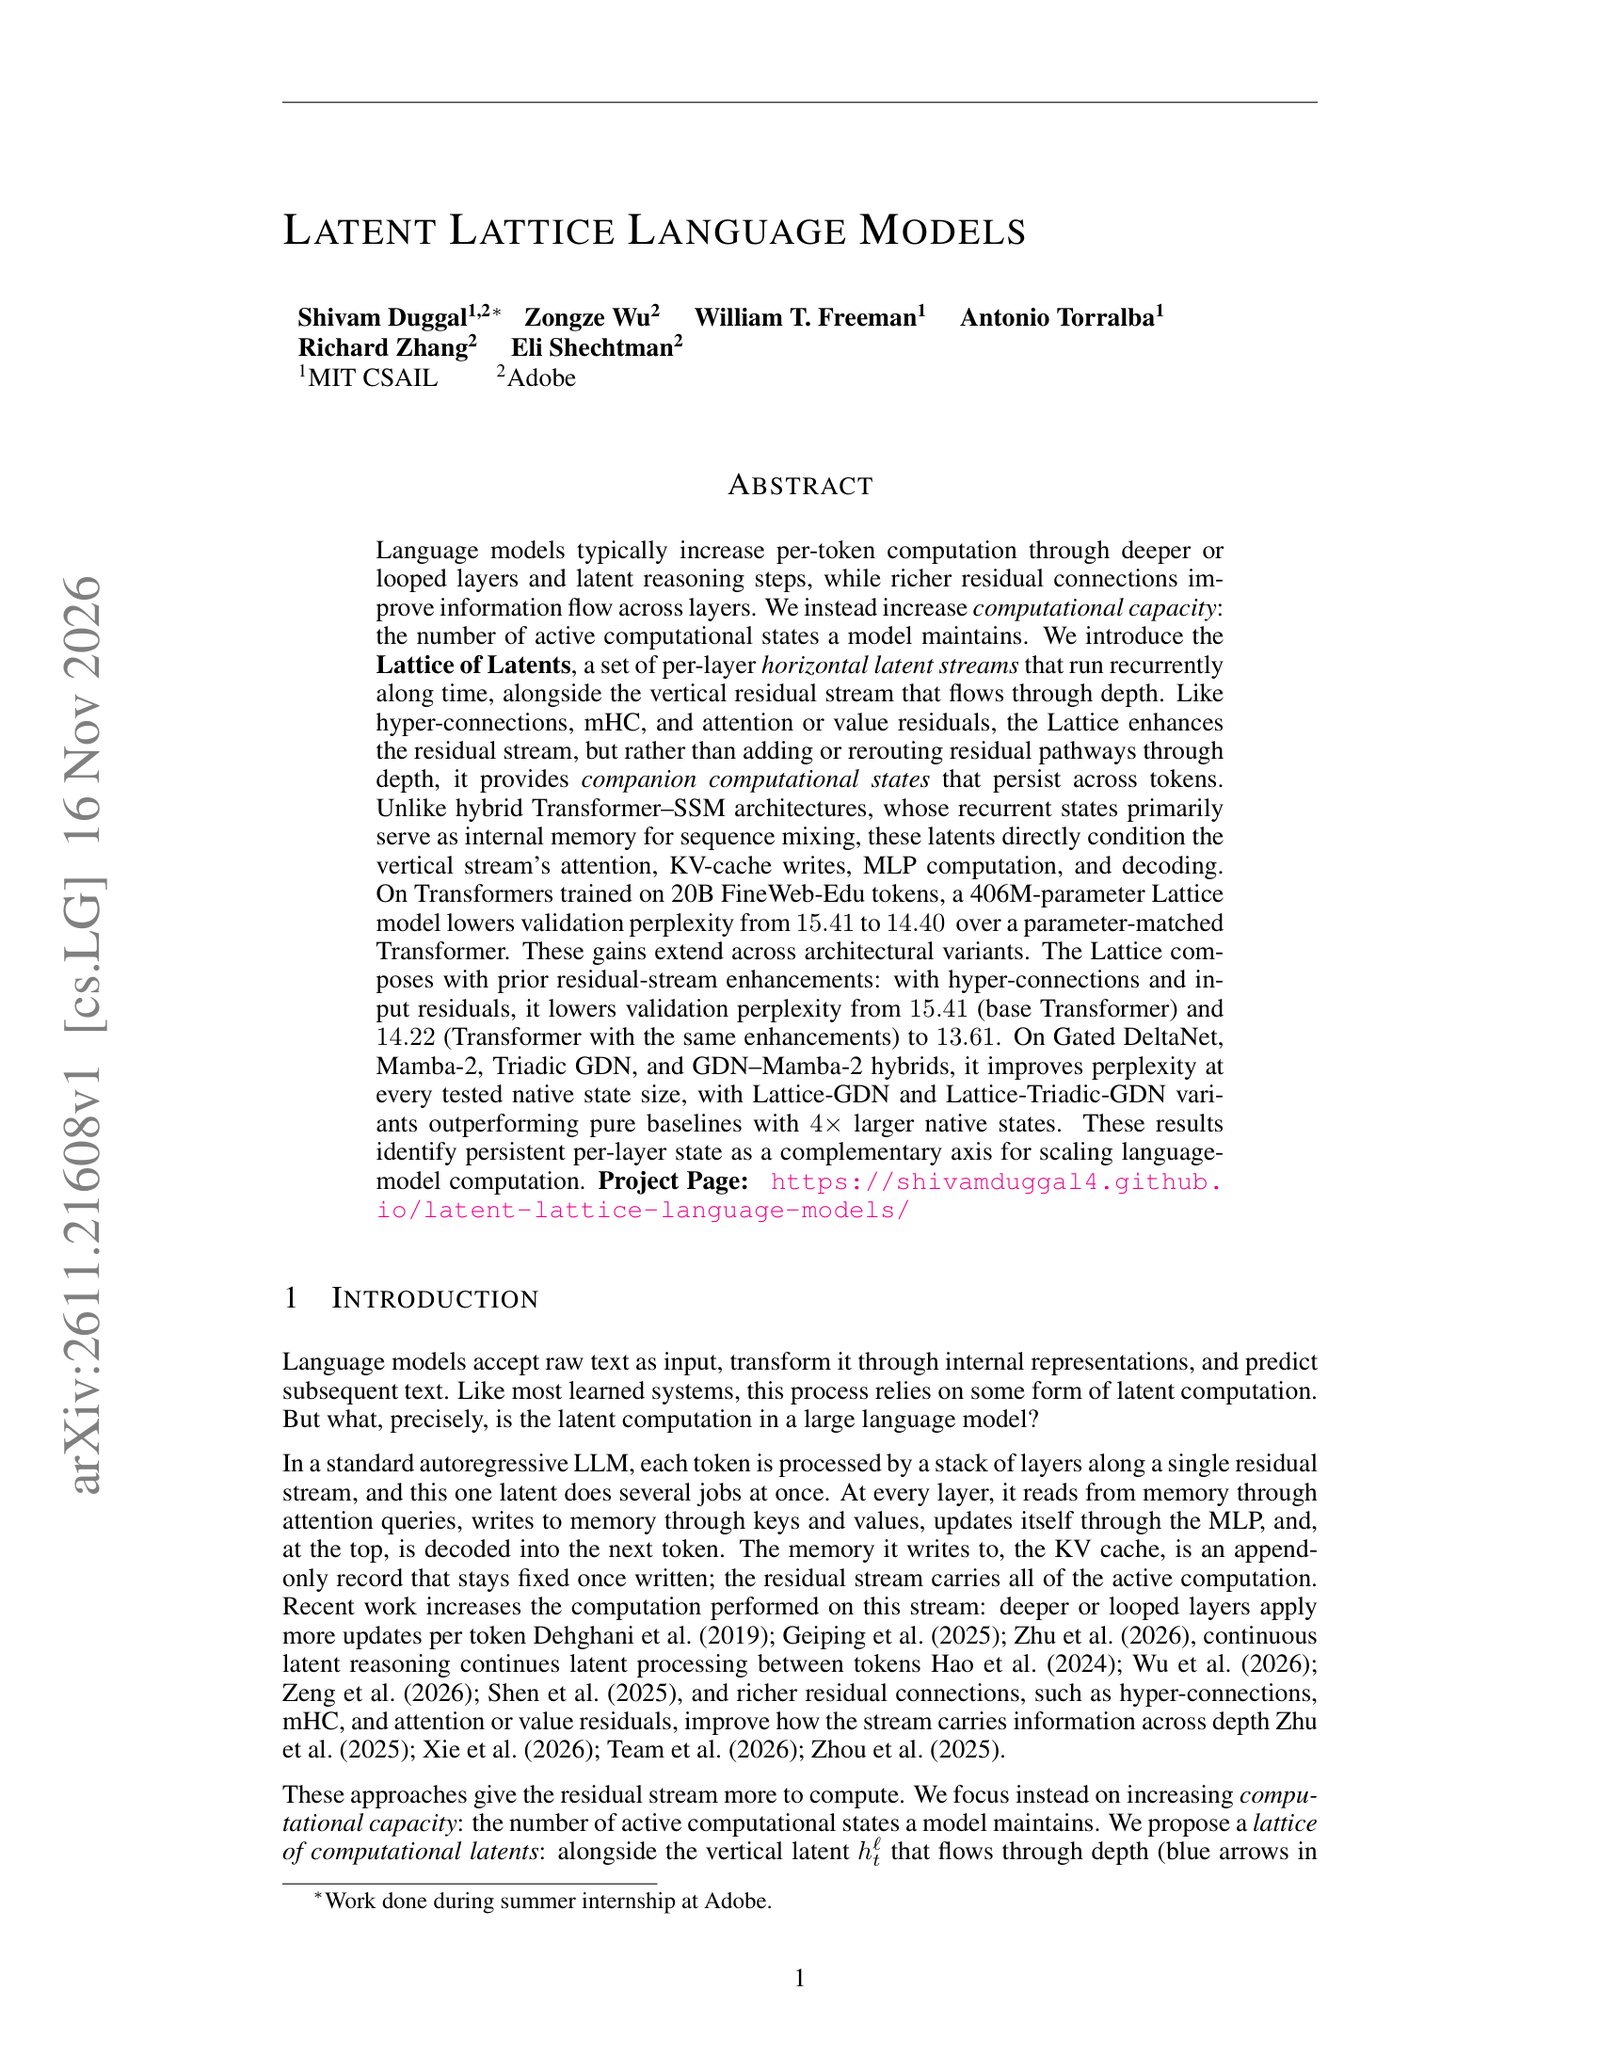 LATENT LATTICE LANGUAGE MODELS
Shivam Duggal1,2∗ Zongze Wu2 William T. Freeman1 Antonio Torralba1
Richard Zhang2 Eli Shechtman2
1MIT CSAIL 2Adobe
ABSTRACT
Language models typically increase per-token computation through deeper or
looped layers and latent reasoning steps, while richer residual connections im-
prove information flow across layers. We instead increase computational capacity:
the number of active computational states a model maintains. We introduce the
Lattice of Latents, a set of per-layer horizontal latent streams that run recurrently
along time, alongside the vertical residual stream that flows through depth. Like
hyper-connections, mHC, and attention or value residuals, the Lattice enhances
the residual stream, but rather than adding or rerouting residual pathways through
depth, it provides companion computational states that persist across tokens.
Unlike hybrid Transformer–SSM architectures, whose recurrent states primarily
serve as internal memory for sequence mixing, these latents directly condition the
vertical stream's attention, KV-cache writes, MLP computation, and decoding.
On Transformers trained on 20B FineWeb-Edu tokens, a 406M-parameter Lattice
model lowers validation perplexity from 15.41 to 14.40 over a parameter-matched
Transformer. These gains extend across architectural variants. The Lattice com-
poses with prior residual-stream enhancements: with hyper-connections and in-
put residuals, it lowers validation perplexity from 15.41 (base Transformer) and
14.22 (Transformer with the same enhancements) to 13.61. On Gated DeltaNet,
Mamba-2, Triadic GDN, and GDN–Mamba-2 hybrids, it improves perplexity at
every tested native state size, with Lattice-GDN and Lattice-Triadic-GDN vari-
ants outperforming pure baselines with 4× larger native states. These results
identify persistent per-layer state as a complementary axis for scaling language-
model computation. Project Page: https://shivamduggal4.github.
io/latent-lattice-language-models/
1 INTRODUCTION
Language models accept raw text as input, transform it through internal representations, and predict
subsequent text. Like most learned systems, this process relies on some form of latent computation.
But what, precisely, is the latent computation in a large language model?
In a standard autoregressive LLM, each token is processed by a stack of layers along a single residual
stream, and this one latent does several jobs at once. At every layer, it reads from memory through
attention queries, writes to memory through keys and values, updates itself through the MLP, and,
at the top, is decoded into the next token. The memory it writes to, the KV cache, is an append-
only record that stays fixed once written; the residual stream carries all of the active computation.
Recent work increases the computation performed on this stream: deeper or looped layers apply
more updates per token Dehghani et al. (2019); Geiping et al. (2025); Zhu et al. (2026), continuous
latent reasoning continues latent processing between tokens Hao et al. (2024); Wu et al. (2026);
Zeng et al. (2026); Shen et al. (2025), and richer residual connections, such as hyper-connections,
mHC, and attention or value residuals, improve how the stream carries information across depth Zhu
et al. (2025); Xie et al. (2026); Team et al. (2026); Zhou et al. (2025).
These approaches give the residual stream more to compute. We focus instead on increasing compu-
tational capacity: the number of active computational states a model maintains. We propose a lattice
of computational latents: alongside the vertical latent hℓt that flows through depth (blue arrows in
∗Work done during summer internship at Adobe.
1
arXiv:2611.21608v1 [cs.LG] 16 Nov 2026